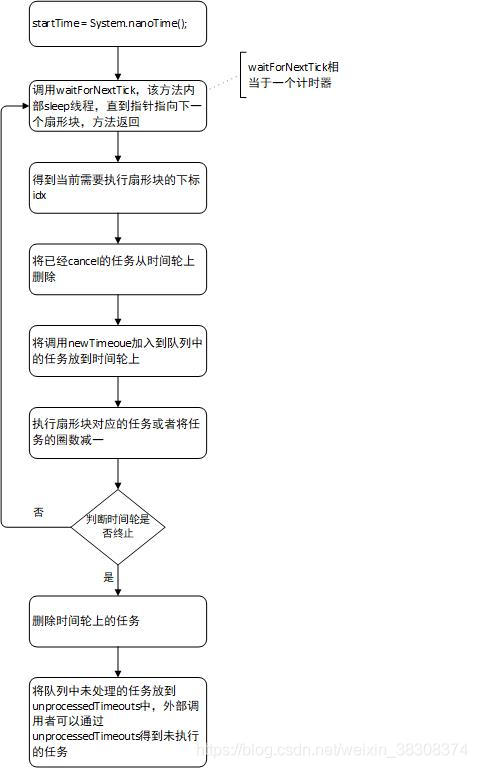 startTime = System.nanoTime();
waitForNextTick相
当于一个计时器
调用waitForNextTick，该方法内
部sleep线程，直到指针指向下一
个扇形块，方法返回
得到当前需要执行扇形块的下标
idx
将已经cancel的任务从时间轮上
删除
将调用newTimeoue加入到队列中
的任务放到时间轮上
执行扇形块对应的任务或者将任
务的圈数减一
否
判断时间轮是
否终止
是
删除时间轮上的任务
将队列中未处理的任务放到
unprocessedTimeouts中，外部调
用者可以通过
unprocessedTimeouts得到未执行
的任务
https://blog.csdn.net/weixin_38308374